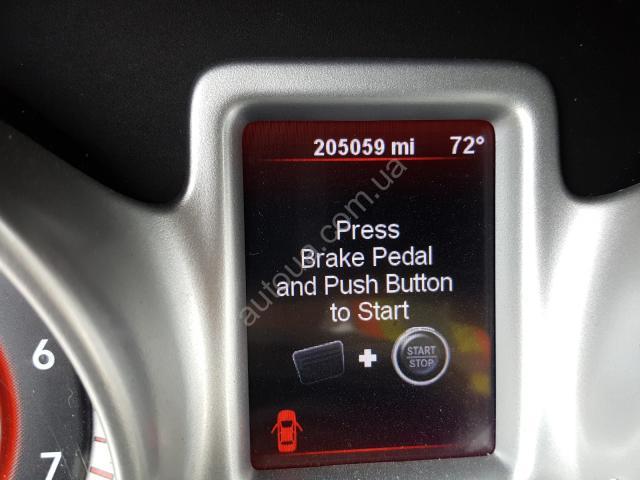 205059 mi 72°
Press
Brake Pedal
and Push Button
to Start
START
STOP
6
7
autoua.com.ua